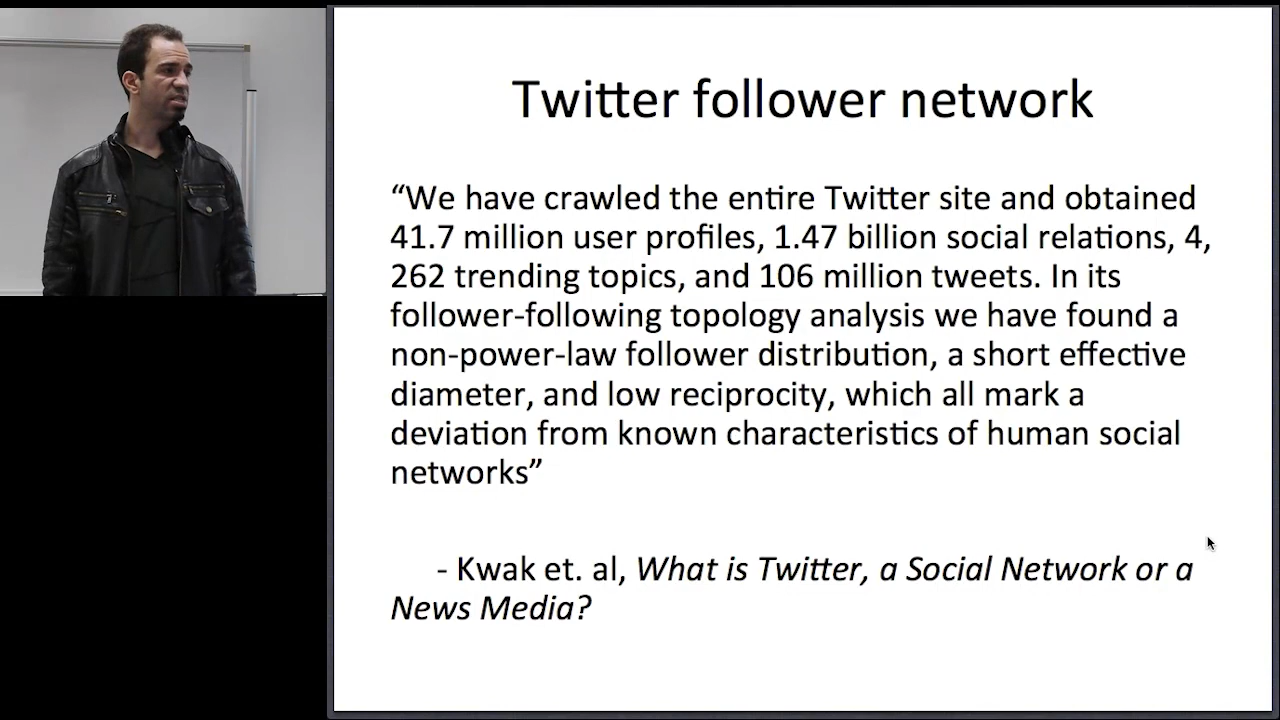 Twitter follower network
“We have crawled the entire Twitter site and obtained
41.7 million user profiles, 1.47 billion social relations, 4,
262 trending topics, and 106 million tweets. In its
follower-following topology analysis we have found a
non-power-law follower distribution, a short effective
diameter, and low reciprocity, which all mark a
deviation from known characteristics of human social
networks”
- Kwak et. al, What is Twitter, a Social Network or a
News Media?